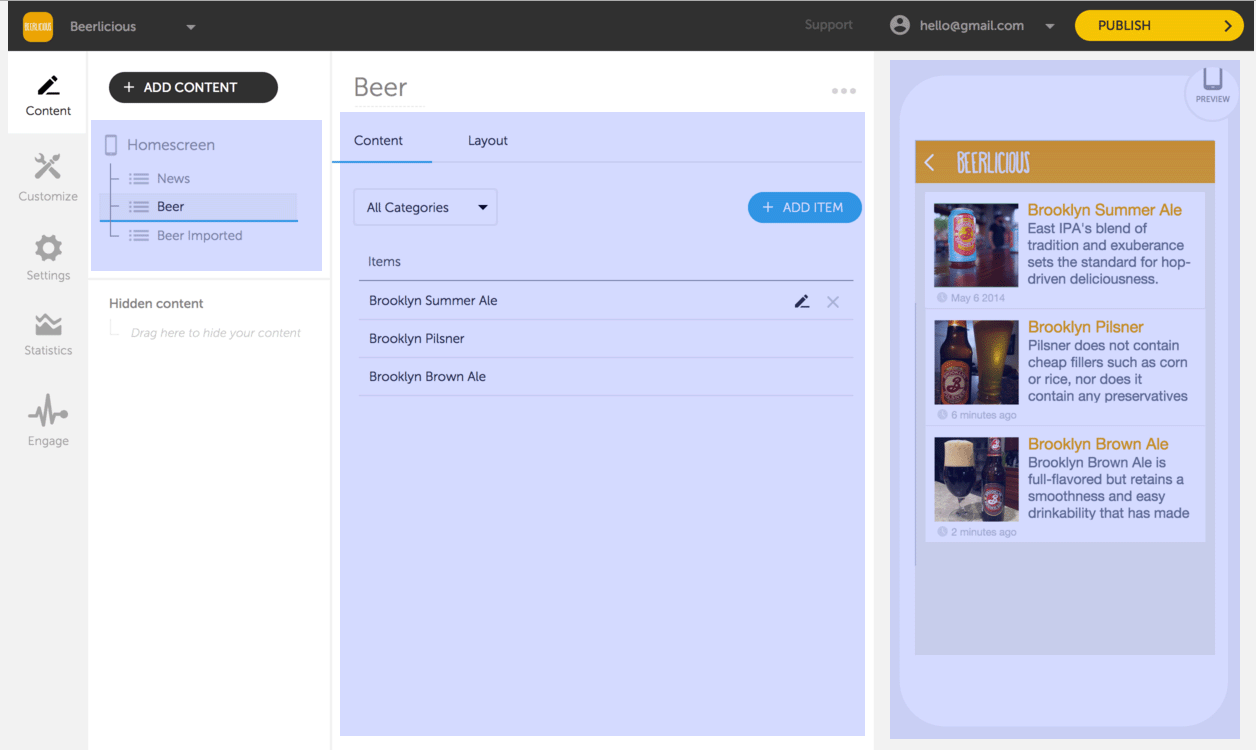 BEERLICIOUS
Beerlicious
Support
hello@gmail.com
PUBLISH
Content
Customize
Settings
Statistics
Engage
+ ADD CONTENT
Homescreen
News
Beer
Beer Imported
Hidden content
Drag here to hide your content
Beer
Content
Layout
All Categories
+ ADD ITEM
Items
Brooklyn Summer Ale
Brooklyn Pilsner
Brooklyn Brown Ale
PREVIEW
BEERLICIOUS
Brooklyn Summer Ale
East IPA's blend of
tradition and exuberance
sets the standard for hop-
driven deliciousness.
May 6 2014
Brooklyn Pilsner
Pilsner does not contain
cheap fillers such as corn
or rice, nor does it
contain any preservatives
6 minutes ago
Brooklyn Brown Ale
Brooklyn Brown Ale is
full-flavored but retains a
smoothness and easy
drinkability that has made
2 minutes ago